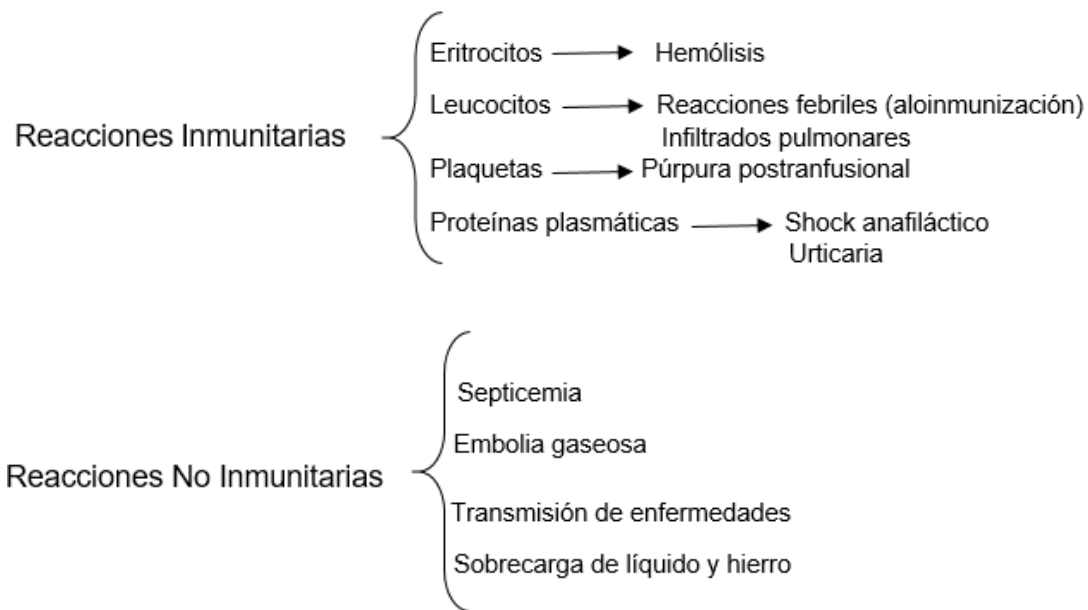 Eritrocitos Hemólisis
Leucocitos Reacciones febriles (aloinmunización)
Reacciones Inmunitarias Infiltrados pulmonares
Plaquetas Púrpura postranfusional
Proteínas plasmáticas Shock anafiláctico
Urticaria
Septicemia
Embolia gaseosa
Reacciones No Inmunitarias
Transmisión de enfermedades
Sobrecarga de líquido y hierro